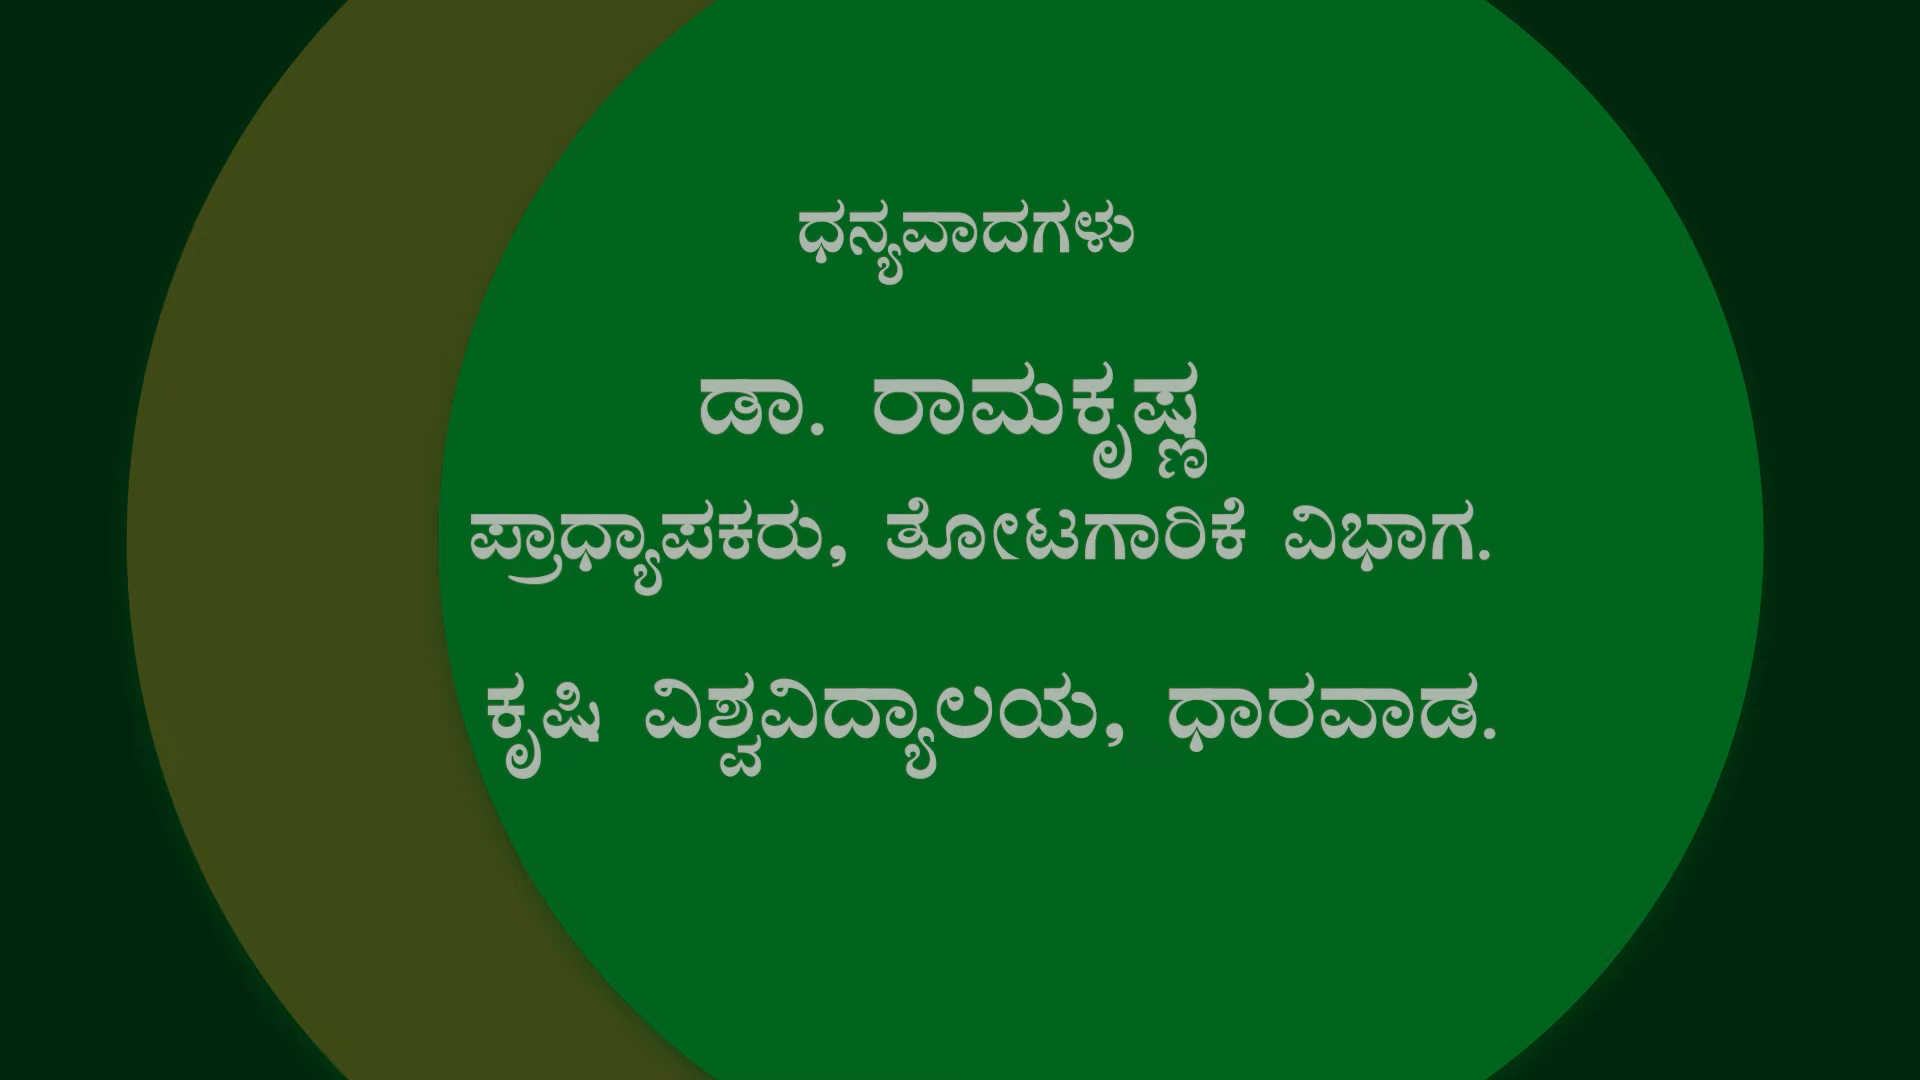 ಧನ್ಯವಾದಗಳು
ಡಾ. ರಾಮಕೃಷ್ಣ
ಪ್ರಾಧ್ಯಾಪಕರು, ತೋಟಗಾರಿಕೆ ವಿಭಾಗ.
ಕೃಷಿ ವಿಶ್ವವಿದ್ಯಾಲಯ, ಧಾರವಾಡ.